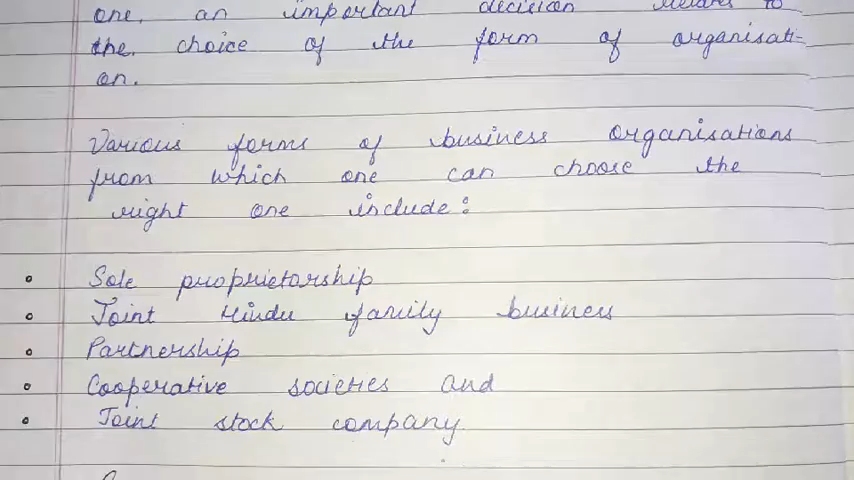 one, an important decision relates to
the choice of the form of organisati-
on.
Various forms of business organisations
from which one can choose the
right one include:
• Sole proprietorship
• Joint Hindu family business
• Partnership
• Cooperative societies and
• Joint stock company.